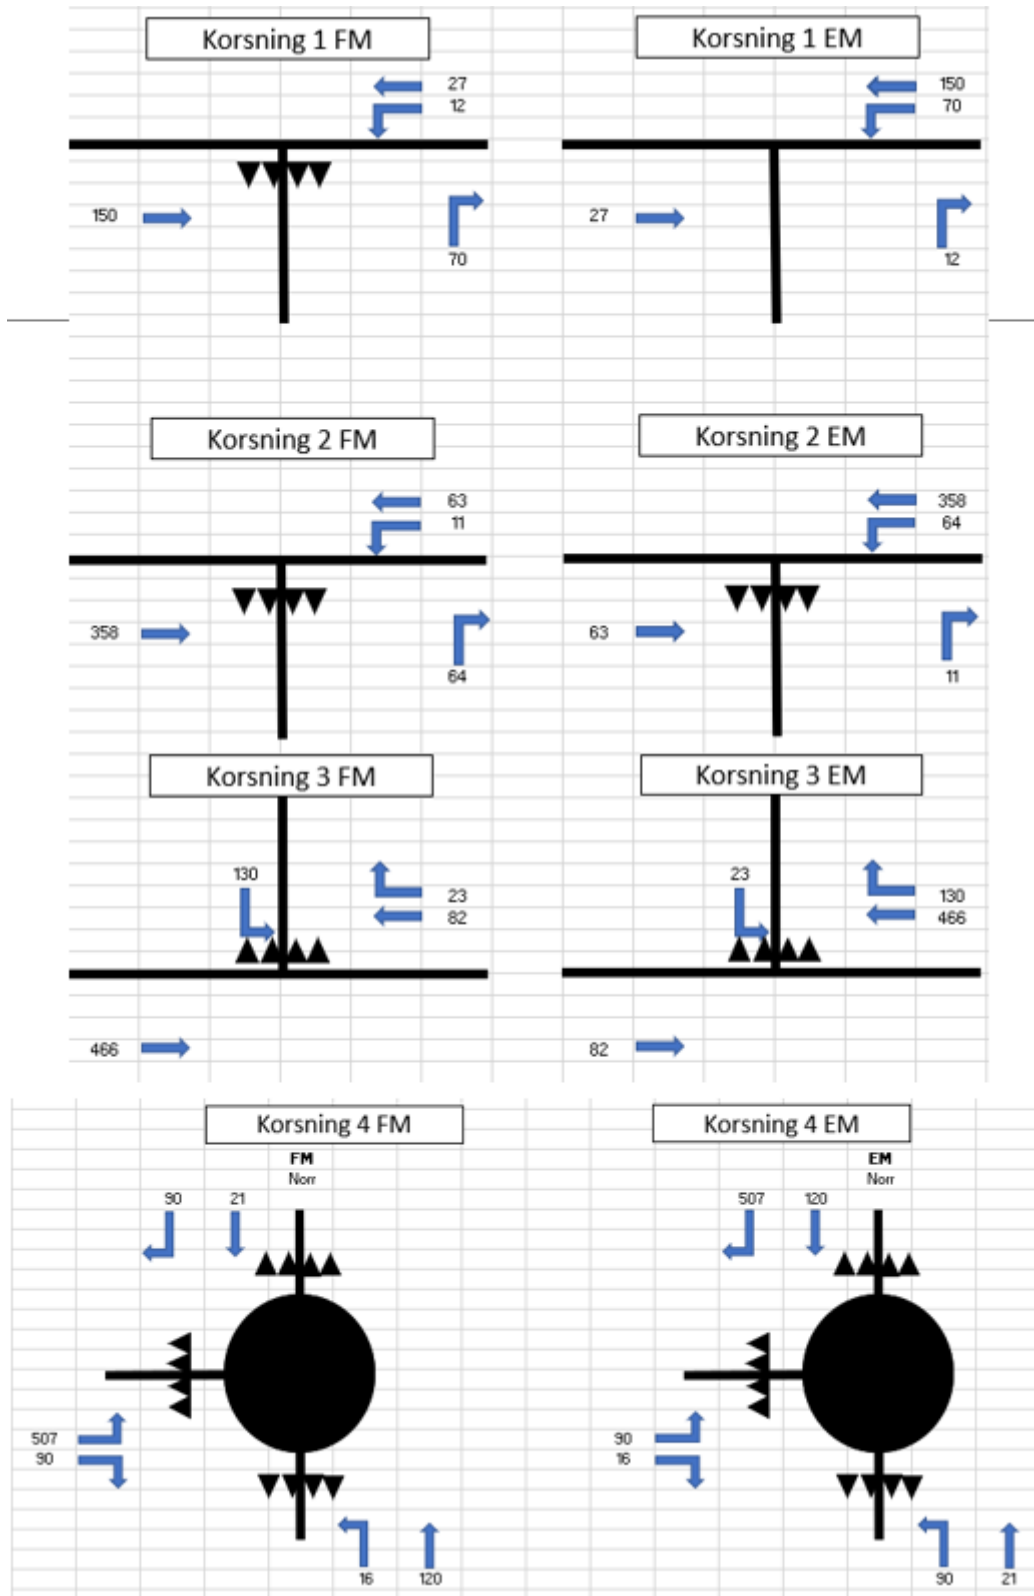 Korsning 1 FM
Korsning 1 EM
27
12
150
70
150
70
27
12
Korsning 2 FM
Korsning 2 EM
63
11
358
64
358
64
63
11
Korsning 3 FM
Korsning 3 EM
130
23
82
466
23
130
466
82
Korsning 4 FM
Korsning 4 EM
FM
Norr
90 21
507
90
16 120
EM
Norr
507 120
90
16
90 21